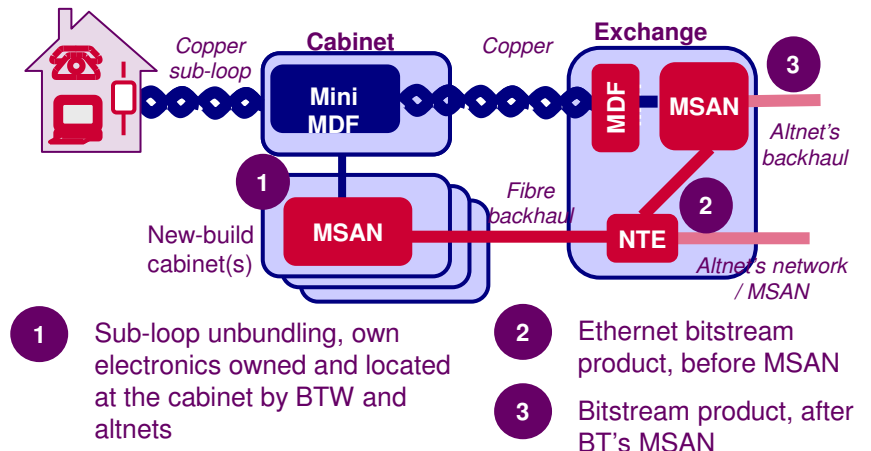 Copper
sub-loop
Cabinet
Copper
Exchange
3
Mini
MDF
MDF
MSAN
Altnet's
backhaul
1
Fibre
backhaul
2
New-build
cabinet(s)
MSAN
NTE
Altnet's network
/ MSAN
1
Sub-loop unbundling, own
electronics owned and located
at the cabinet by BTW and
altnets
2
Ethernet bitstream
product, before MSAN
3
Bitstream product, after
BT's MSAN